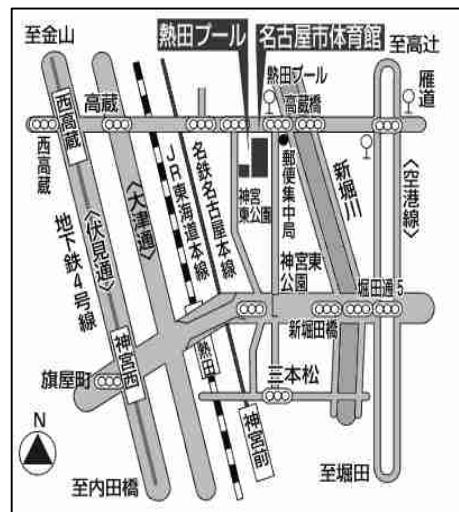 至金山
熱田プール
名古屋市体育館
至高辻
熱田プール
雁道
西高蔵
高蔵
高蔵橋
西高蔵
〈伏見通〉
地下鉄4号線
〈大津通〉
JR東海道本線
名鉄名古屋本線
神宮
東公園
郵便集中局
新堀川
〈空港線〉
神宮東
公園
堀田通5
新堀田橋
神宮西
旗屋町
熱田
三本松
神宮前
N
至内田橋
至堀田